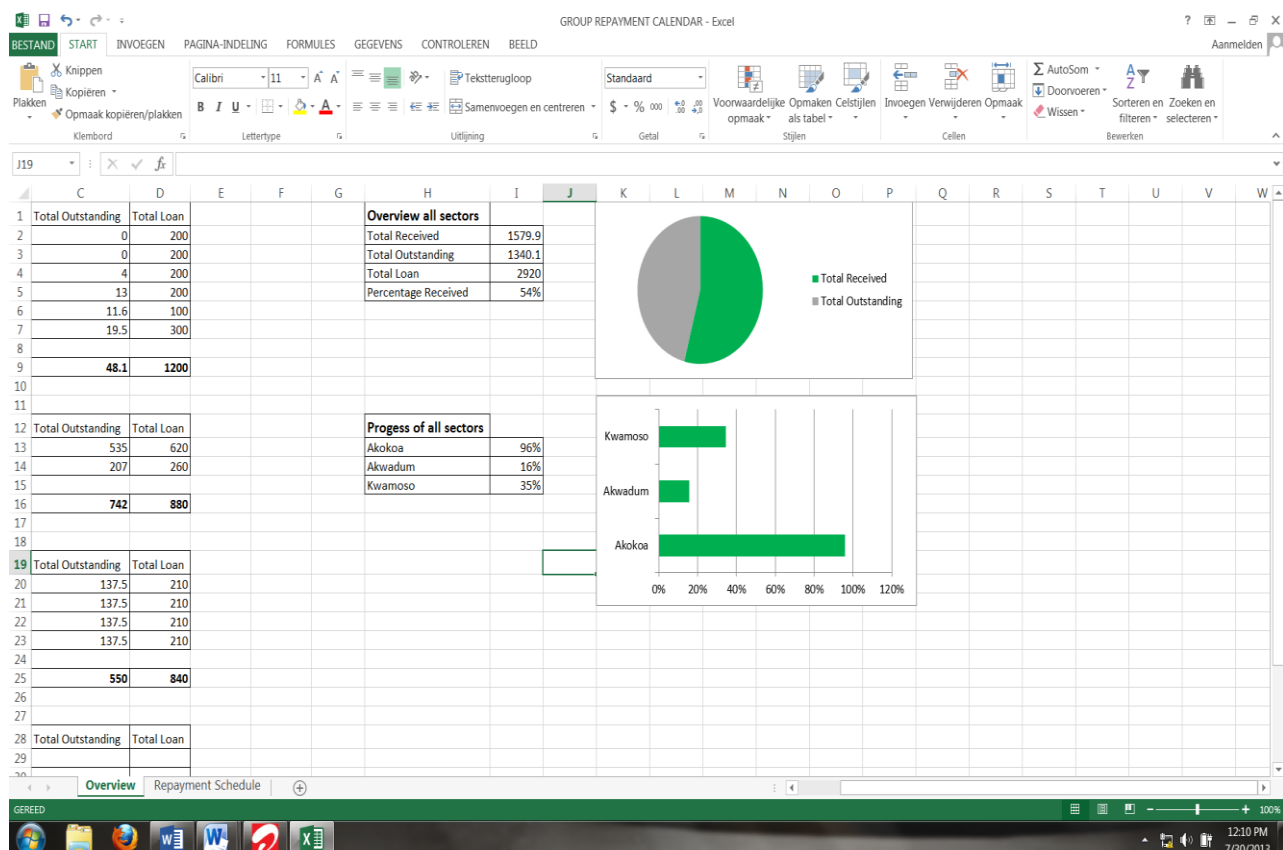 GROUP REPAYMENT CALENDAR - Excel
BESTAND START INVOEGEN PAGINA-INDELING FORMULES GEGEVENS CONTROLEREN BEELD Aanmelden
Knippen
Kopiëren
Opmaak kopiëren/plakken
Plakken
Klembord
Calibri 11
B I U
Lettertype
Tekstterugloop
Samenvoegen en centreren
Uitlijning
Standaard
$ % 000
Getal
Voorwaardelijke opmaak
Opmaken als tabel
Celstijlen
Stijlen
Invoegen Verwijderen Opmaak
Cellen
AutoSom
Doorvoeren
Wissen
Sorteren en filteren
Zoeken en selecteren
Bewerken
J19 fx
C D E F G H I J K L M N O P Q R S T U V W
1 Total Outstanding Total Loan Overview all sectors
2 0 200 Total Received 1579.9
3 0 200 Total Outstanding 1340.1
4 4 200 Total Loan 2920
5 13 200 Percentage Received 54%
6 11.6 100
7 19.5 300
8
9 48.1 1200
10
11
12 Total Outstanding Total Loan Progess of all sectors
13 535 620 Akokoa 96%
14 207 260 Akwadum 16%
15 Kwamoso 35%
16 742 880
17
18
19 Total Outstanding Total Loan
20 137.5 210
21 137.5 210
22 137.5 210
23 137.5 210
24
25 550 840
26
27
28 Total Outstanding Total Loan
29
Total Received
Total Outstanding
Kwamoso
Akwadum
Akokoa
0% 20% 40% 60% 80% 100% 120%
Overview Repayment Schedule
GEREED 100%
12:10 PM
7/30/2013